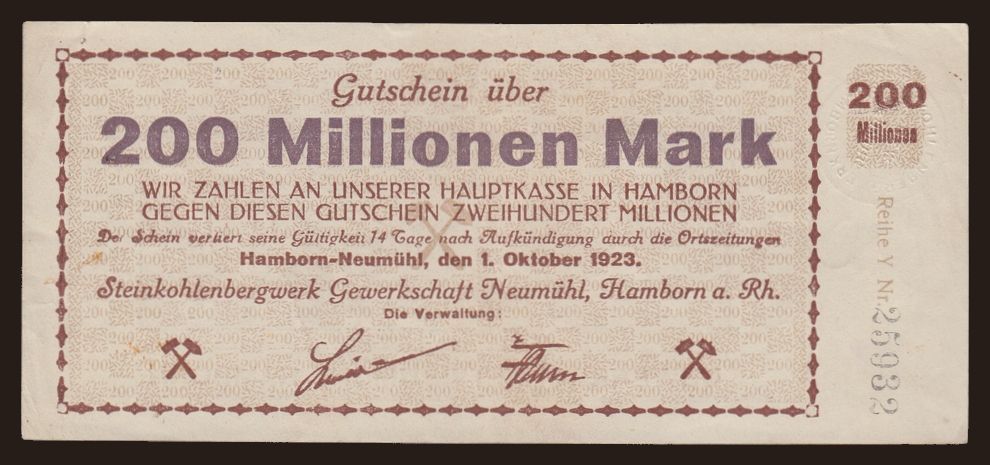 Gutschein über
200 Millionen Mark
WIR ZAHLEN AN UNSERER HAUPTKASSE IN HAMBORN
GEGEN DIESEN GUTSCHEIN ZWEIHUNDERT MILLIONEN
Der Schein verliert seine Gültigkeit 14 Tage nach Aufkündigung durch die Ortszeitungen
Hamborn-Neumühl, den 1. Oktober 1923.
Steinkohlenbergwerk Gewerkschaft Neumühl, Hamborn a. Rh.
Die Verwaltung:
200
Millionen
Reihe Y Nr. 25932